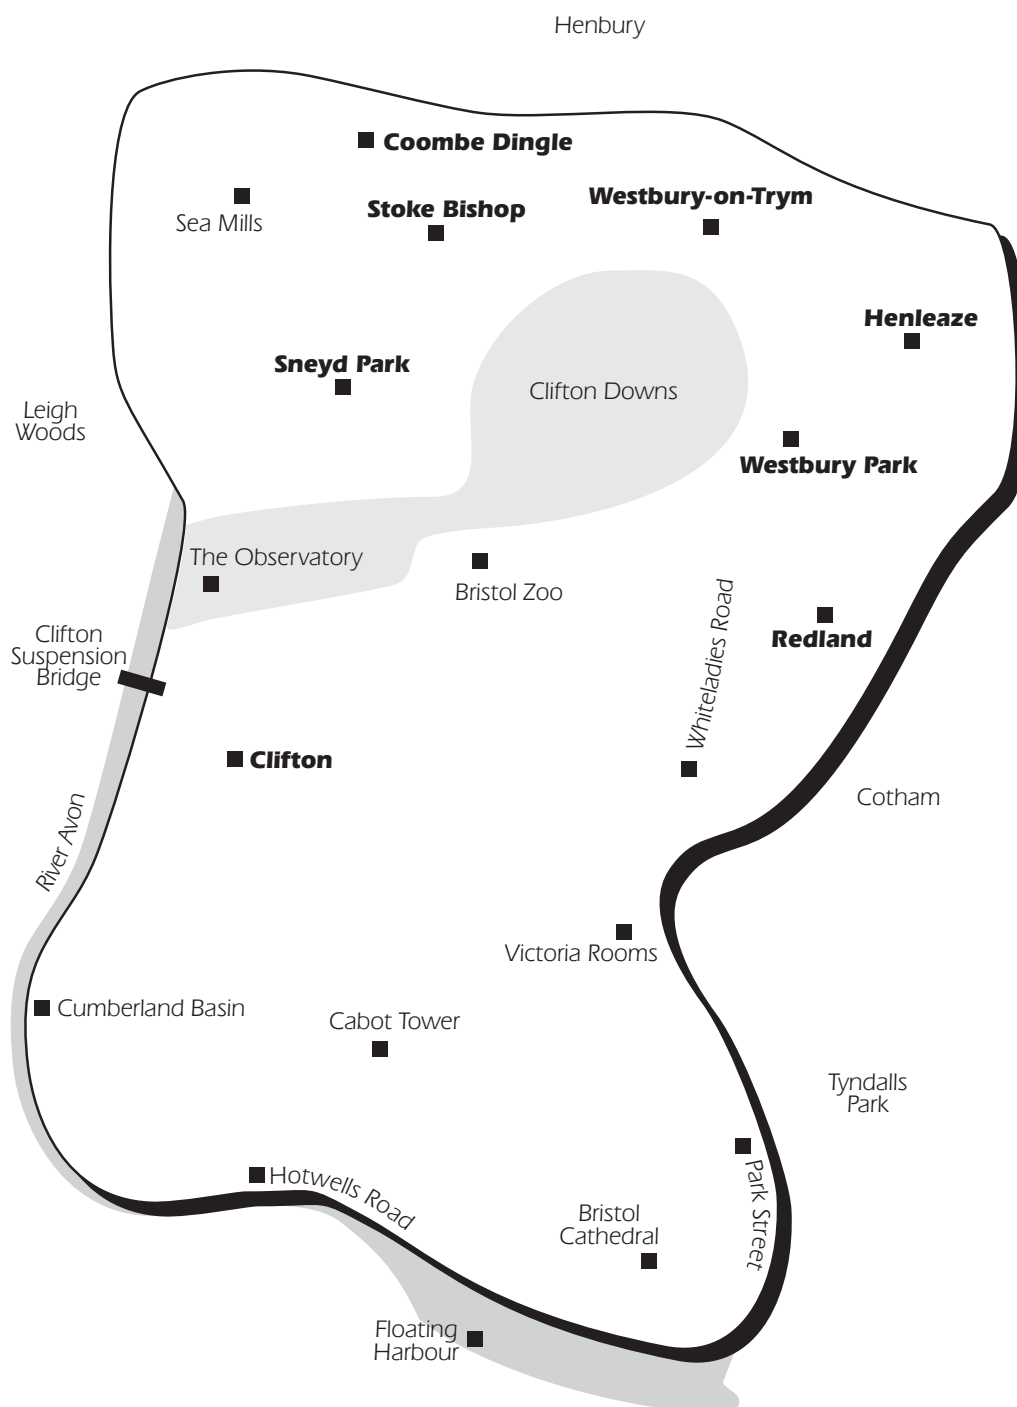 Henbury
Coombe Dingle
Westbury-on-Trym
Sea Mills
Stoke Bishop
Henleaze
Sneyd Park
Clifton Downs
Leigh
Woods
Westbury Park
The Observatory
Bristol Zoo
Whiteladies Road
Redland
Clifton
Suspension
Bridge
Clifton
Cotham
River Avon
Victoria Rooms
Cumberland Basin
Cabot Tower
Tyndalls
Park
Hotwells Road
Park Street
Bristol
Cathedral
Floating
Harbour